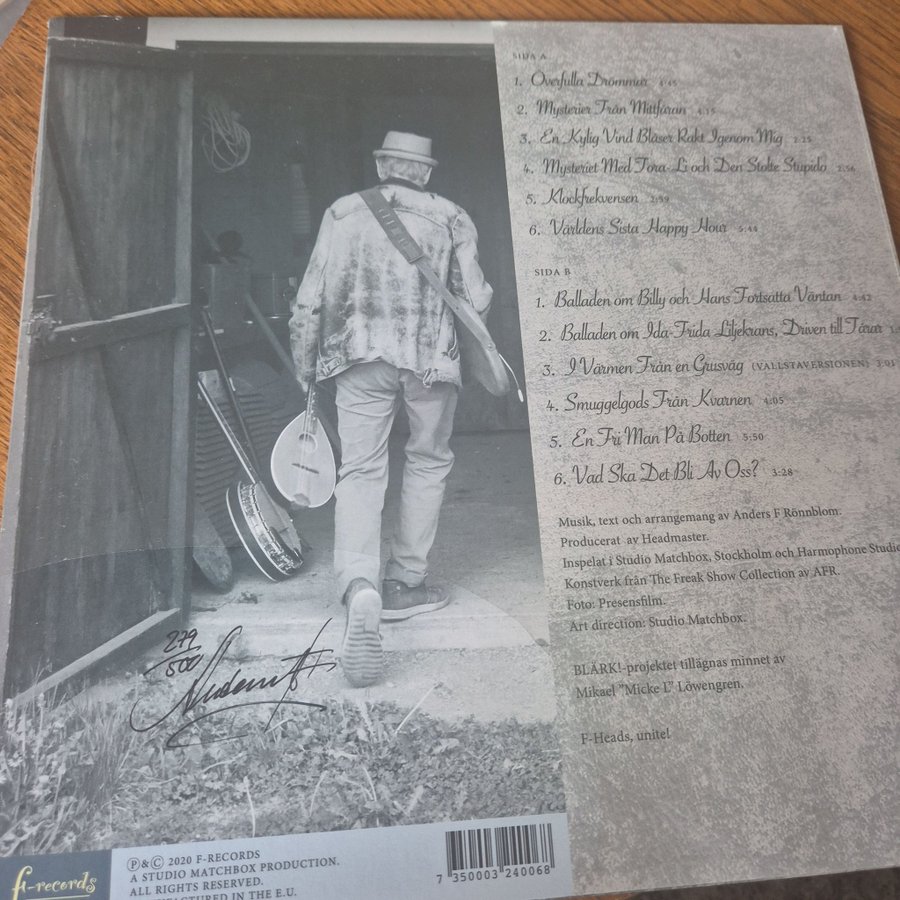 SIDA A
1. Överfulla Drömmar 4:45
2. Mysterier Från Mittfåran 4:15
3. En Kylig Vind Blåser Rakt Igenom Mig 2:25
4. Mysteriet Med Tora-Li och Den Stolte Stupido 2:56
5. Klockfrekvensen 2:59
6. Världens Sista Happy Hour 5:40
SIDA B
1. Balladen om Billy och Hans Fortsatta Väntan 4:42
2. Balladen om Ida-Frida Liljekrans, Driven till Tårar
3. I Värmen Från en Grusväg (VALLSTAVERSIONEN) 3:01
4. Smuggelgods Från Kvarnen 4:05
5. En Fri Man På Botten 5:50
6. Vad Ska Det Bli Av Oss? 3:28
Musik, text och arrangemang av Anders F Rönnblom.
Producerat av Headmaster.
Inspelat i Studio Matchbox, Stockholm och Harmophone Studio
Konstverk från The Freak Show Collection av AFR.
Foto: Presensfilm.
Art direction: Studio Matchbox.
BLÄRK!-projektet tillägnas minnet av
Mikael "Micke L" Löwengren.
F-Heads, unite!
279
500
f-records
Ⓟ&Ⓒ 2020 F-RECORDS
A STUDIO MATCHBOX PRODUCTION.
ALL RIGHTS RESERVED.
MANUFACTURED IN THE E.U.
7 350003 240068